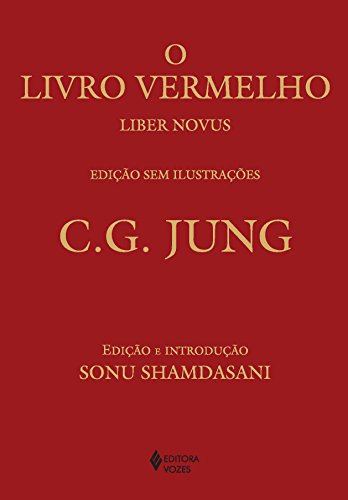 O
LIVRO VERMELHO
LIBER NOVUS
EDIÇÃO SEM ILUSTRAÇÕES
C.G. JUNG
EDIÇÃO E INTRODUÇÃO
SONU SHAMDASANI
EDITORA
VOZES